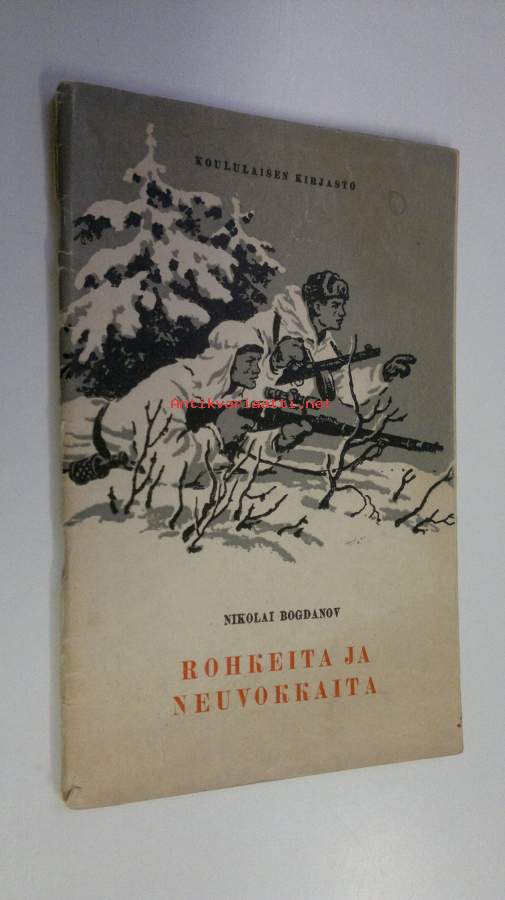 KOULULAISEN KIRJASTO
Antikvariaatti.net
NIKOLAI BOGDANOV
ROHKEITA JA
NEUVOKKAITA